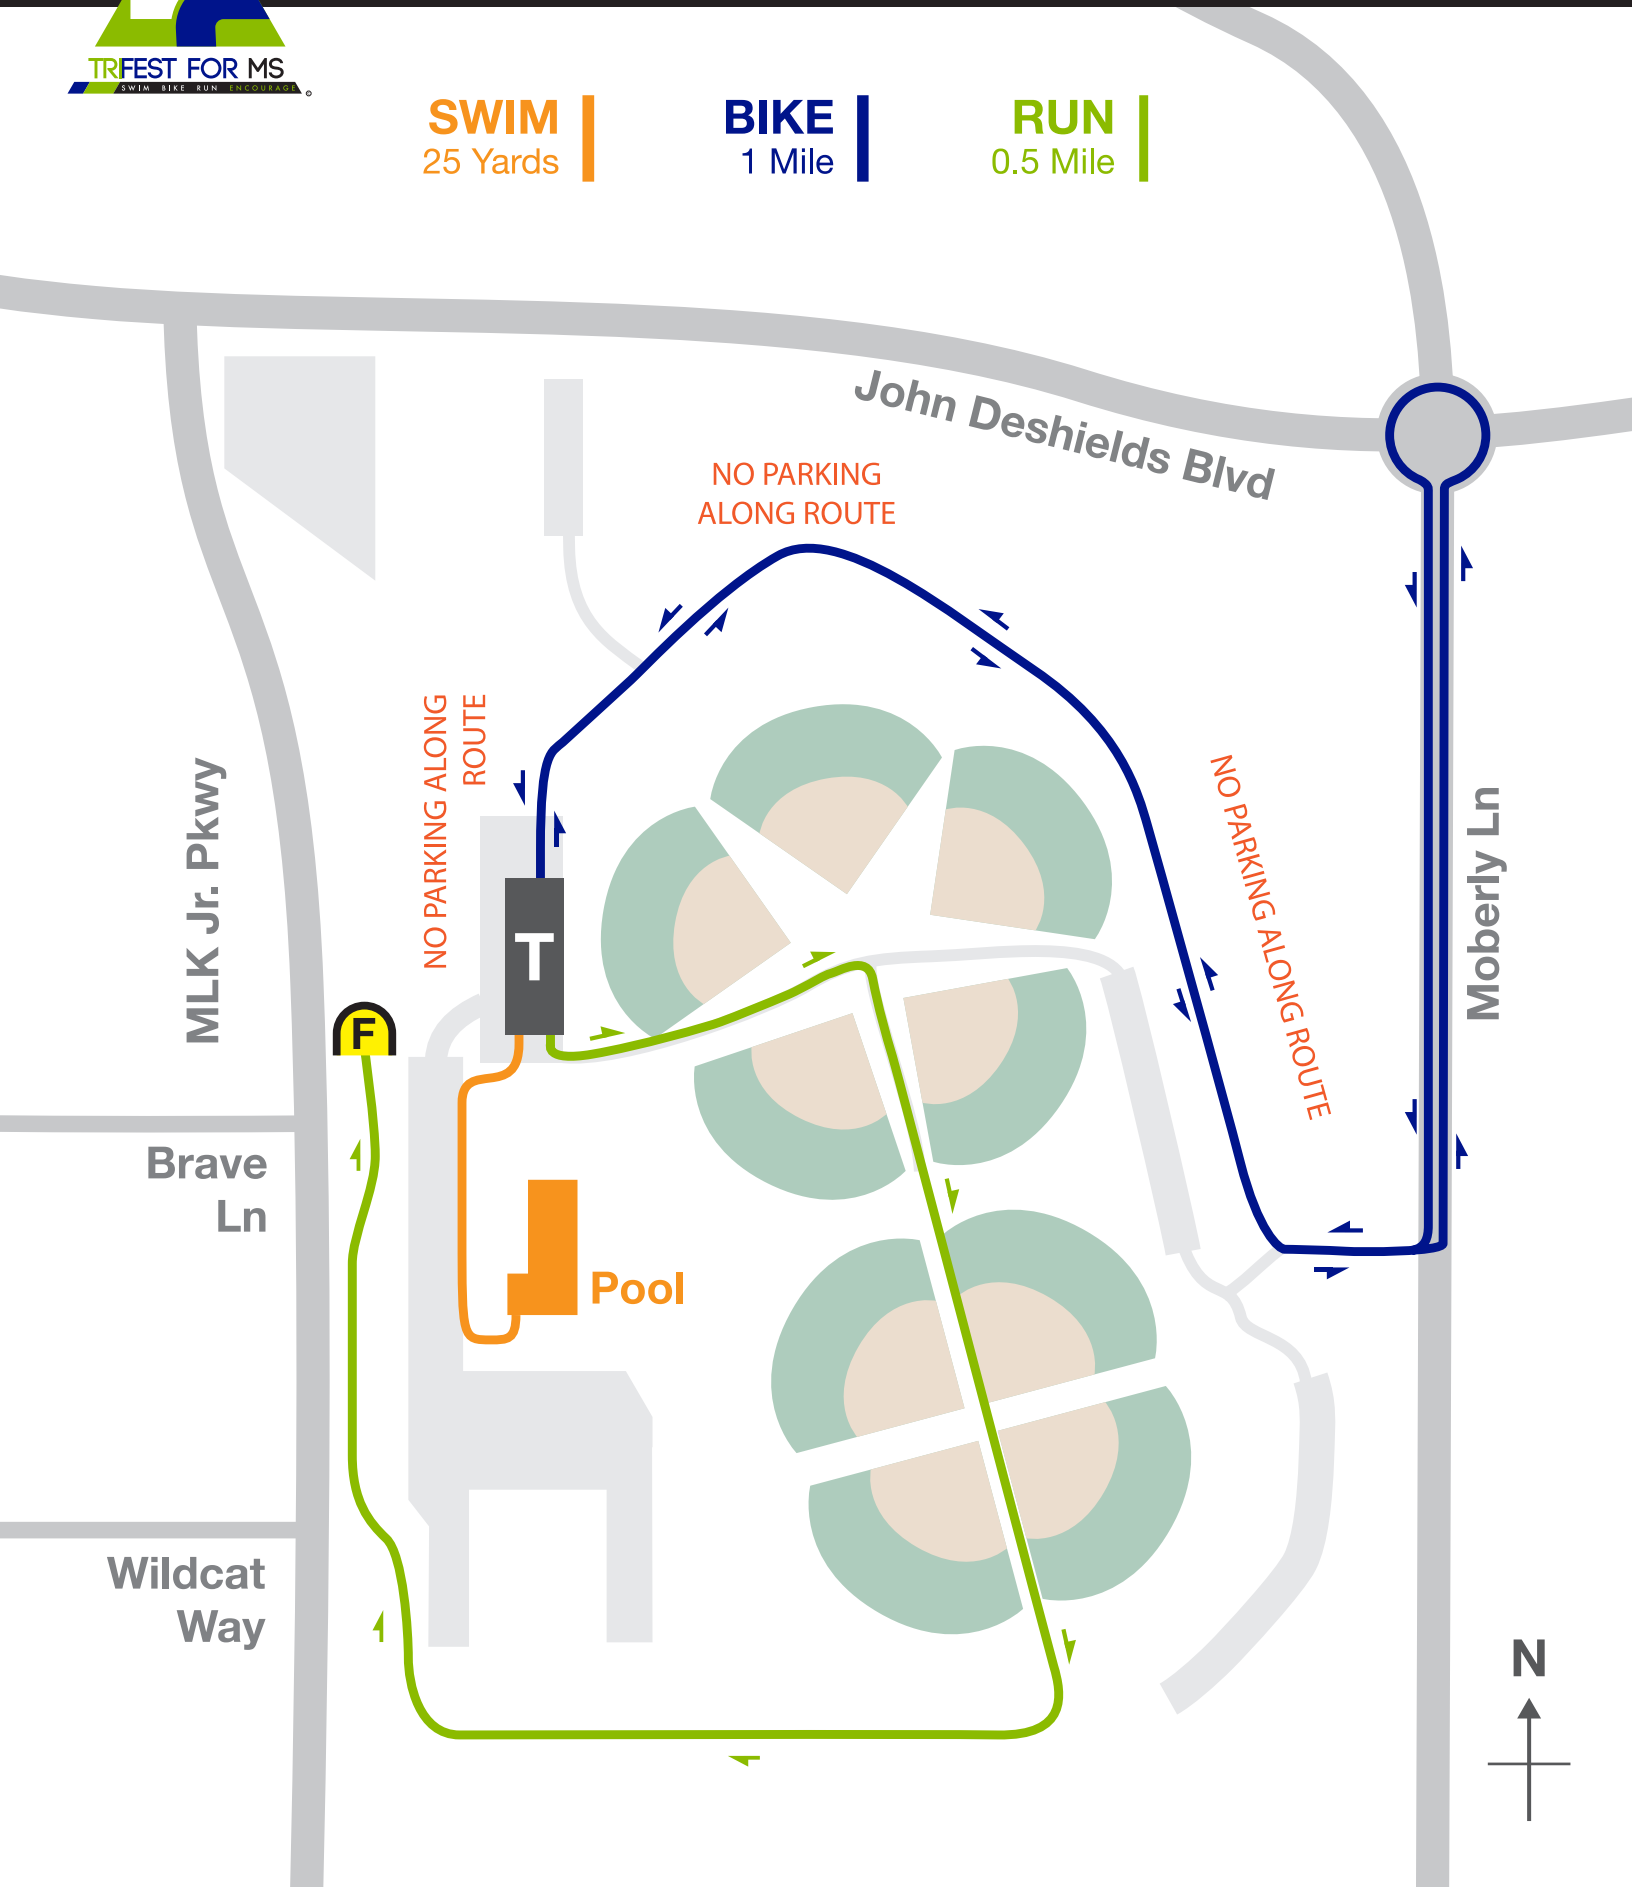 TRIFEST FOR MS
SWIM BIKE RUN ENCOURAGE
SWIM
25 Yards
BIKE
1 Mile
RUN
0.5 Mile
John Deshields Blvd
NO PARKING
ALONG ROUTE
NO PARKING ALONG
ROUTE
NO PARKING ALONG ROUTE
MLK Jr. Pkwy
Moberly Ln
T
F
Brave
Ln
Pool
Wildcat
Way
N